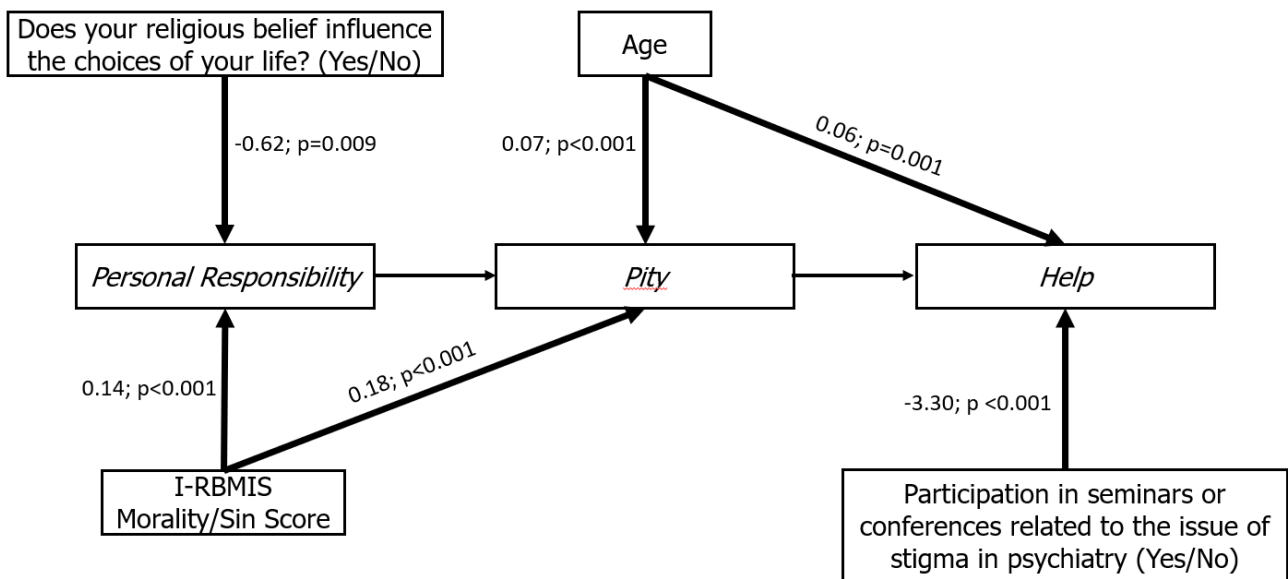 Does your religious belief influence
the choices of your life? (Yes/No)
Age
-0.62; p=0.009
0.07; p<0.001
0.06; p=0.001
Personal Responsibility
Pity
Help
0.14; p<0.001
0.18; p<0.001
-3.30; p <0.001
I-RBMIS
Morality/Sin Score
Participation in seminars or
conferences related to the issue of
stigma in psychiatry (Yes/No)